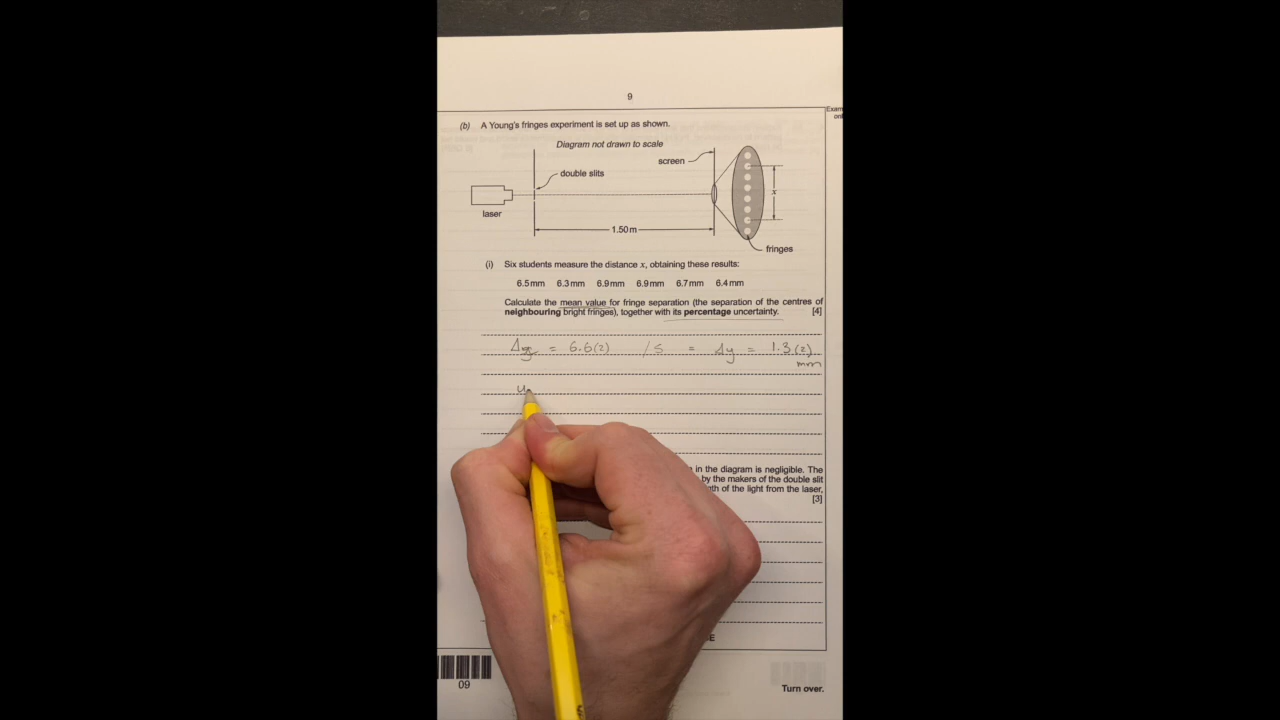 9
Exam
on
(b) A Young's fringes experiment is set up as shown.
Diagram not drawn to scale
screen
double slits
x
laser
1.50 m
fringes
(i) Six students measure the distance x, obtaining these results:
6.5 mm 6.3 mm 6.9 mm 6.9 mm 6.7 mm 6.4 mm
Calculate the mean value for fringe separation (the separation of the centres of
neighbouring bright fringes), together with its percentage uncertainty. [4]
= 6.6(2) / 5 = Δy = 1.3(2)
mm
in the diagram is negligible. The
by the makers of the double slit
of the light from the laser,
[3]
09
Turn over.